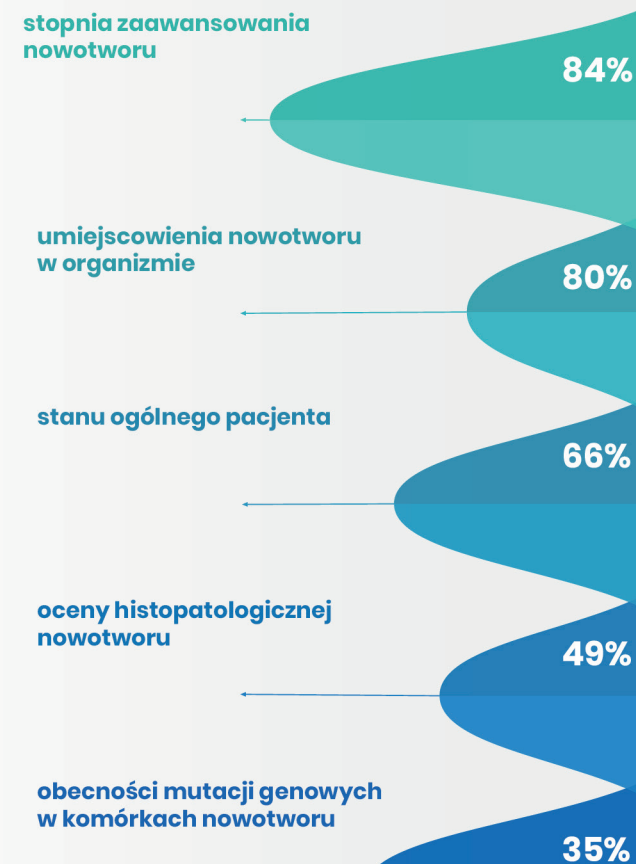 stopnia zaawansowania
nowotworu
84%
umiejscowienia nowotworu
w organizmie
80%
stanu ogólnego pacjenta
66%
oceny histopatologicznej
nowotworu
49%
obecności mutacji genowych
w komórkach nowotworu
35%